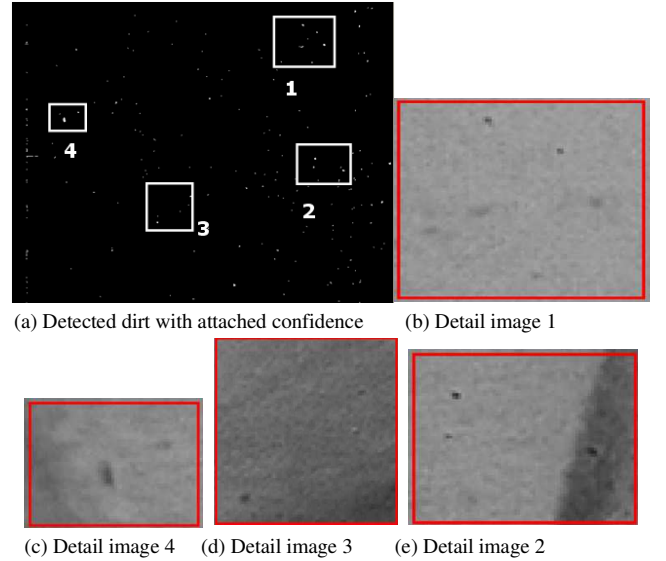 1
4
2
3
(a) Detected dirt with attached confidence
(b) Detail image 1
(c) Detail image 4
(d) Detail image 3
(e) Detail image 2